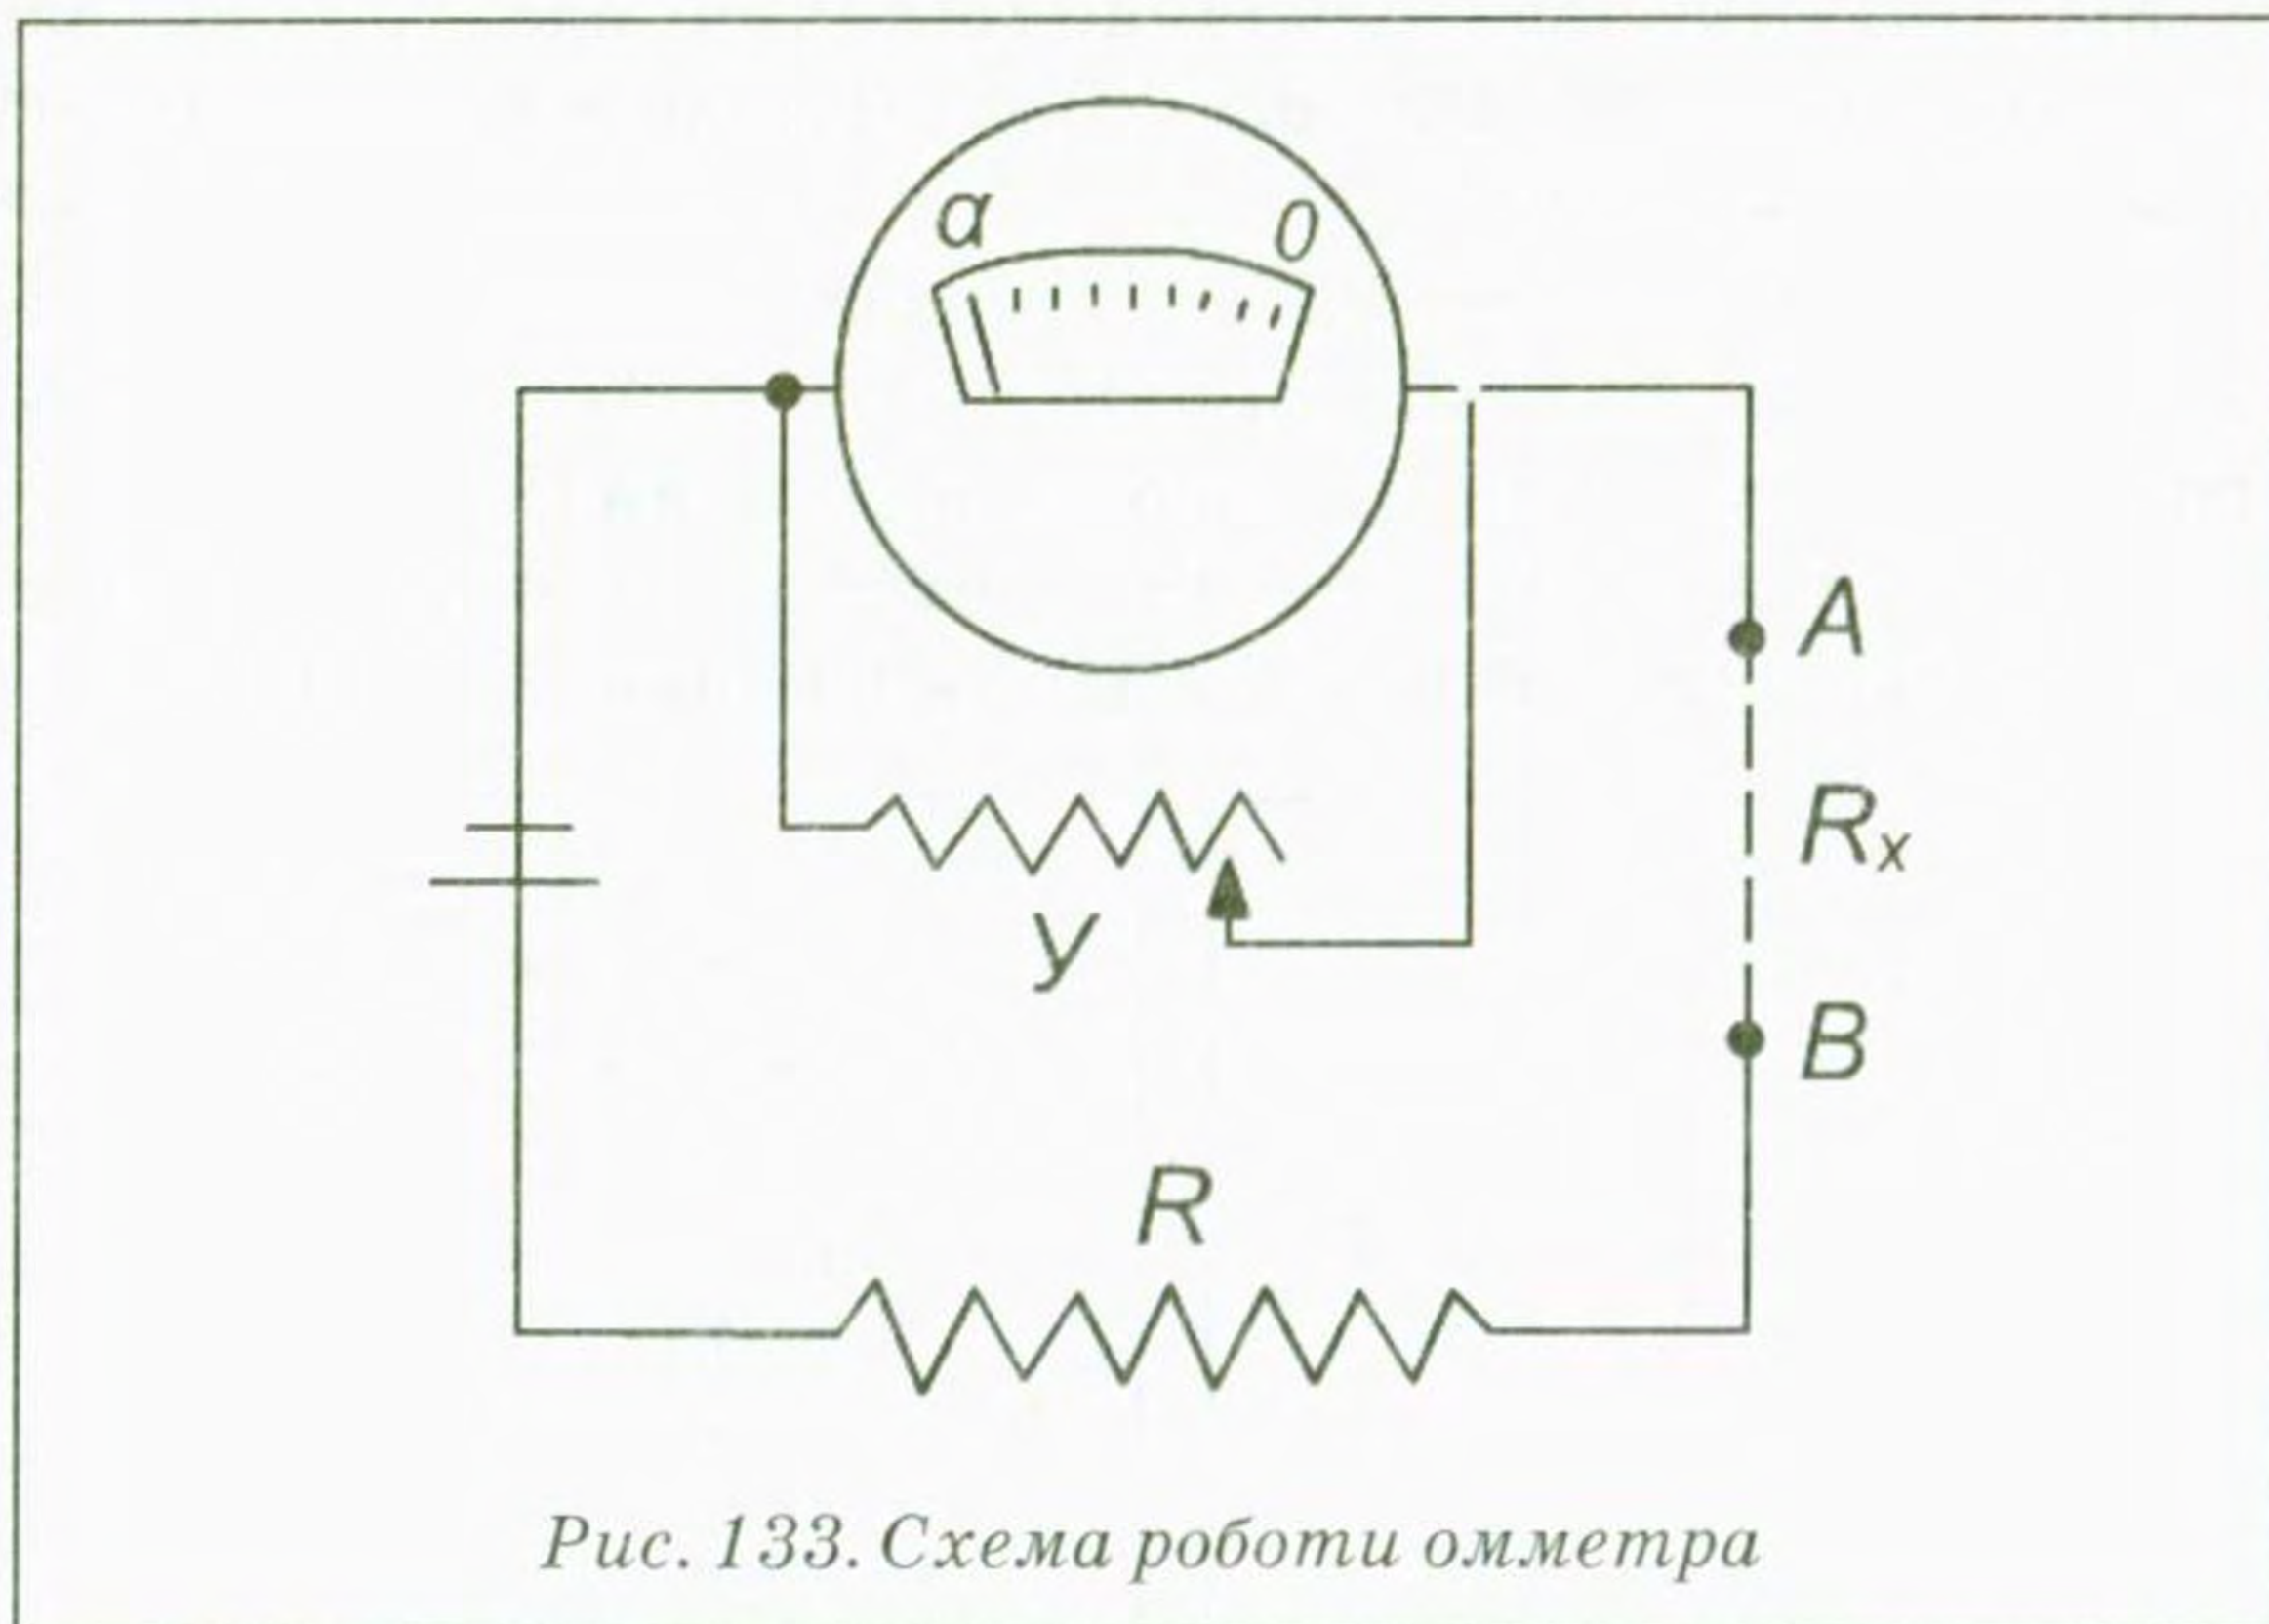 α 0
A
Rx
y
B
R
Рис. 133. Схема роботи омметра